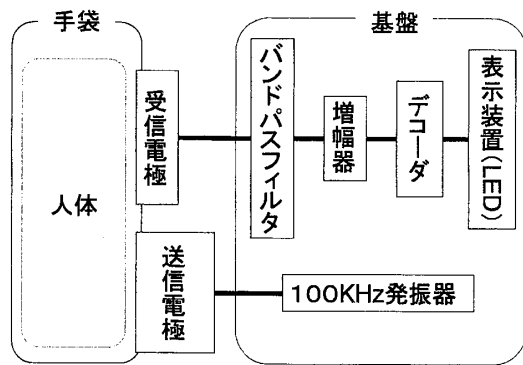 手袋
基盤
人体
受信電極
送信電極
バンドパスフィルタ
増幅器
デコーダ
表示装置(LED)
100KHz発振器